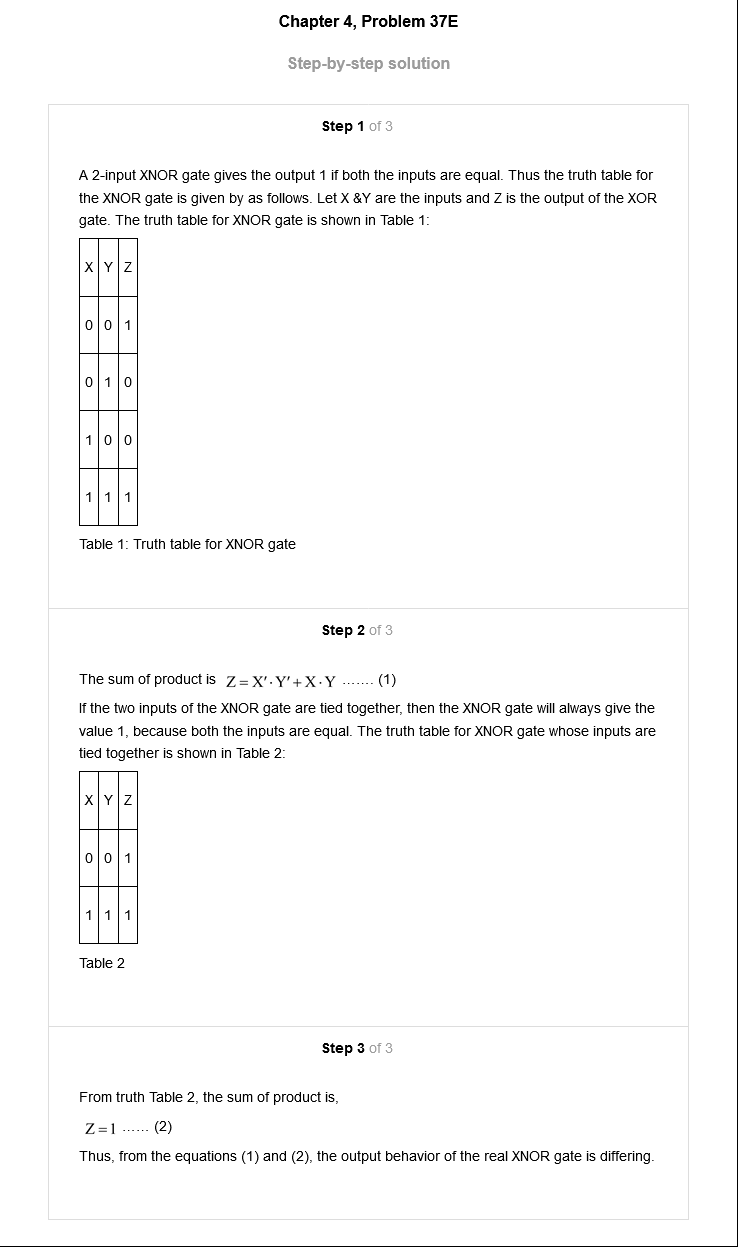 Chapter 4, Problem 37E
Step-by-step solution
Step 1 of 3
A 2-input XNOR gate gives the output 1 if both the inputs are equal. Thus the truth table for
the XNOR gate is given by as follows. Let X &Y are the inputs and Z is the output of the XOR
gate. The truth table for XNOR gate is shown in Table 1:
X Y Z
0 0 1
0 1 0
1 0 0
1 1 1
Table 1: Truth table for XNOR gate
Step 2 of 3
The sum of product is Z = X′·Y′+X·Y ....... (1)
If the two inputs of the XNOR gate are tied together, then the XNOR gate will always give the
value 1, because both the inputs are equal. The truth table for XNOR gate whose inputs are
tied together is shown in Table 2:
X Y Z
0 0 1
1 1 1
Table 2
Step 3 of 3
From truth Table 2, the sum of product is,
Z=1 ...... (2)
Thus, from the equations (1) and (2), the output behavior of the real XNOR gate is differing.